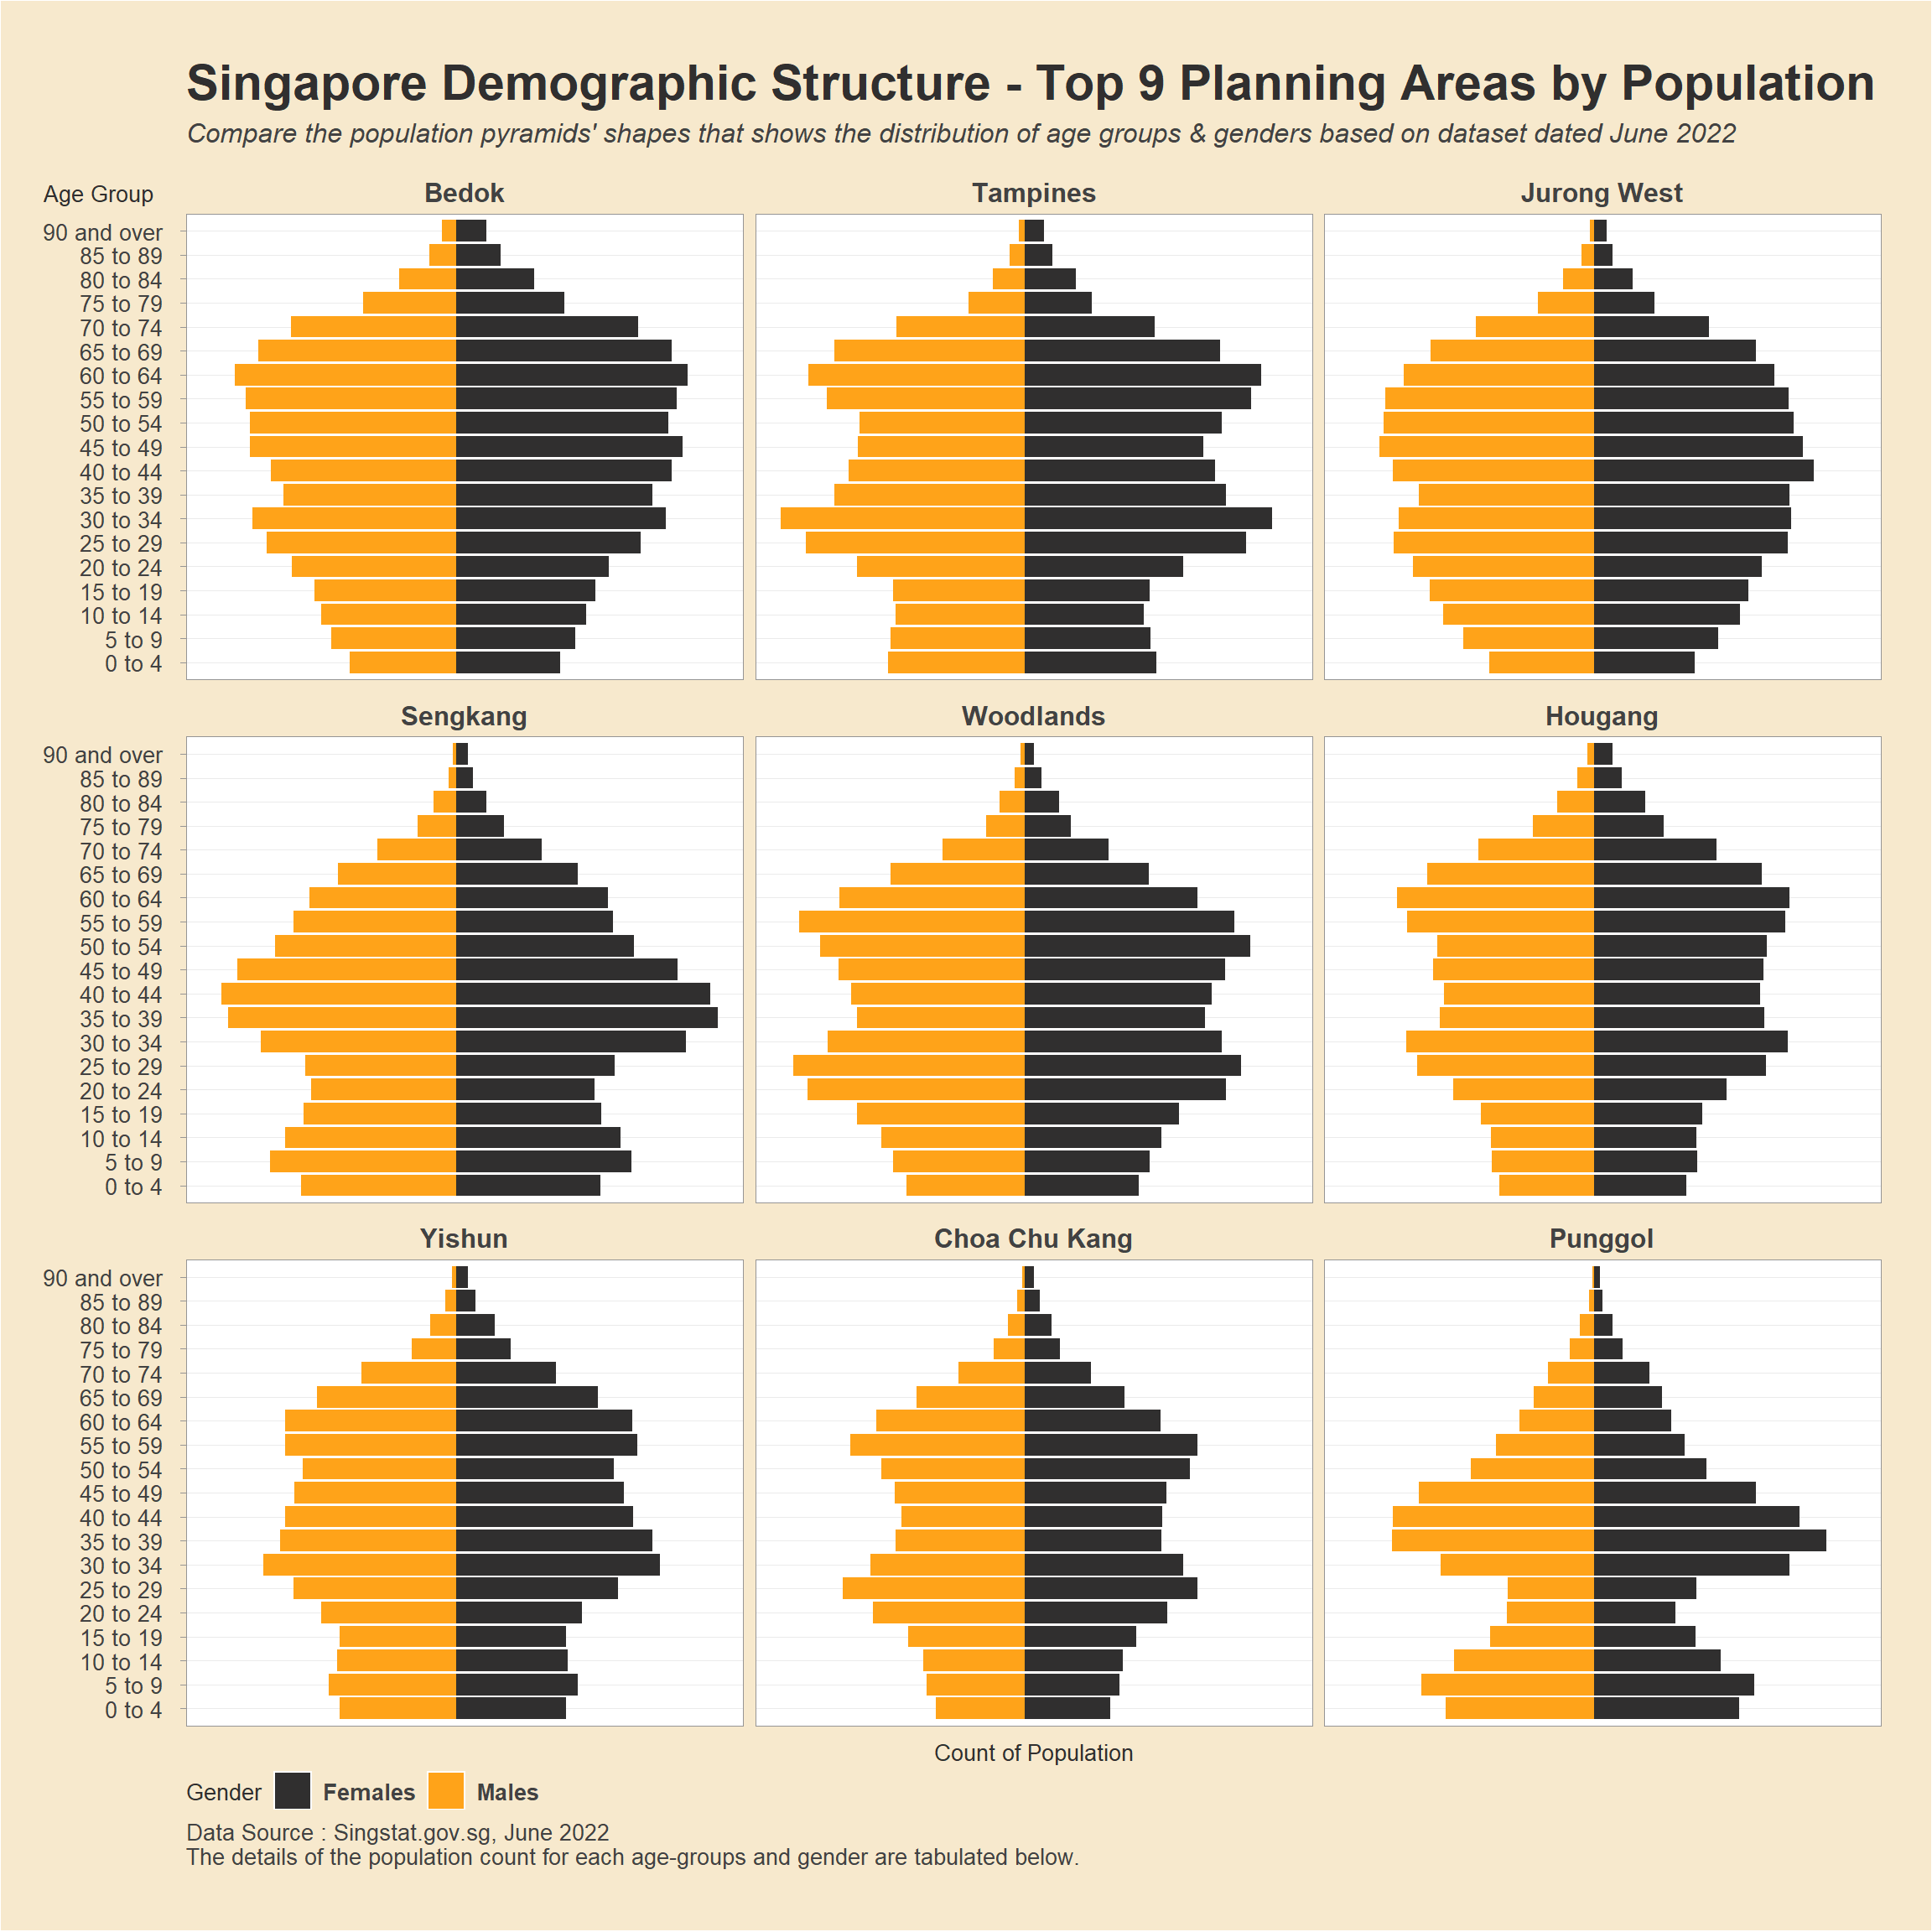 Singapore Demographic Structure - Top 9 Planning Areas by Population
Compare the population pyramids' shapes that shows the distribution of age groups & genders based on dataset dated June 2022
Age Group
Bedok
Tampines
Jurong West
90 and over
85 to 89
80 to 84
75 to 79
70 to 74
65 to 69
60 to 64
55 to 59
50 to 54
45 to 49
40 to 44
35 to 39
30 to 34
25 to 29
20 to 24
15 to 19
10 to 14
5 to 9
0 to 4
Sengkang
Woodlands
Hougang
90 and over
85 to 89
80 to 84
75 to 79
70 to 74
65 to 69
60 to 64
55 to 59
50 to 54
45 to 49
40 to 44
35 to 39
30 to 34
25 to 29
20 to 24
15 to 19
10 to 14
5 to 9
0 to 4
Yishun
Choa Chu Kang
Punggol
90 and over
85 to 89
80 to 84
75 to 79
70 to 74
65 to 69
60 to 64
55 to 59
50 to 54
45 to 49
40 to 44
35 to 39
30 to 34
25 to 29
20 to 24
15 to 19
10 to 14
5 to 9
0 to 4
Count of Population
Gender Females Males
Data Source : Singstat.gov.sg, June 2022
The details of the population count for each age-groups and gender are tabulated below.